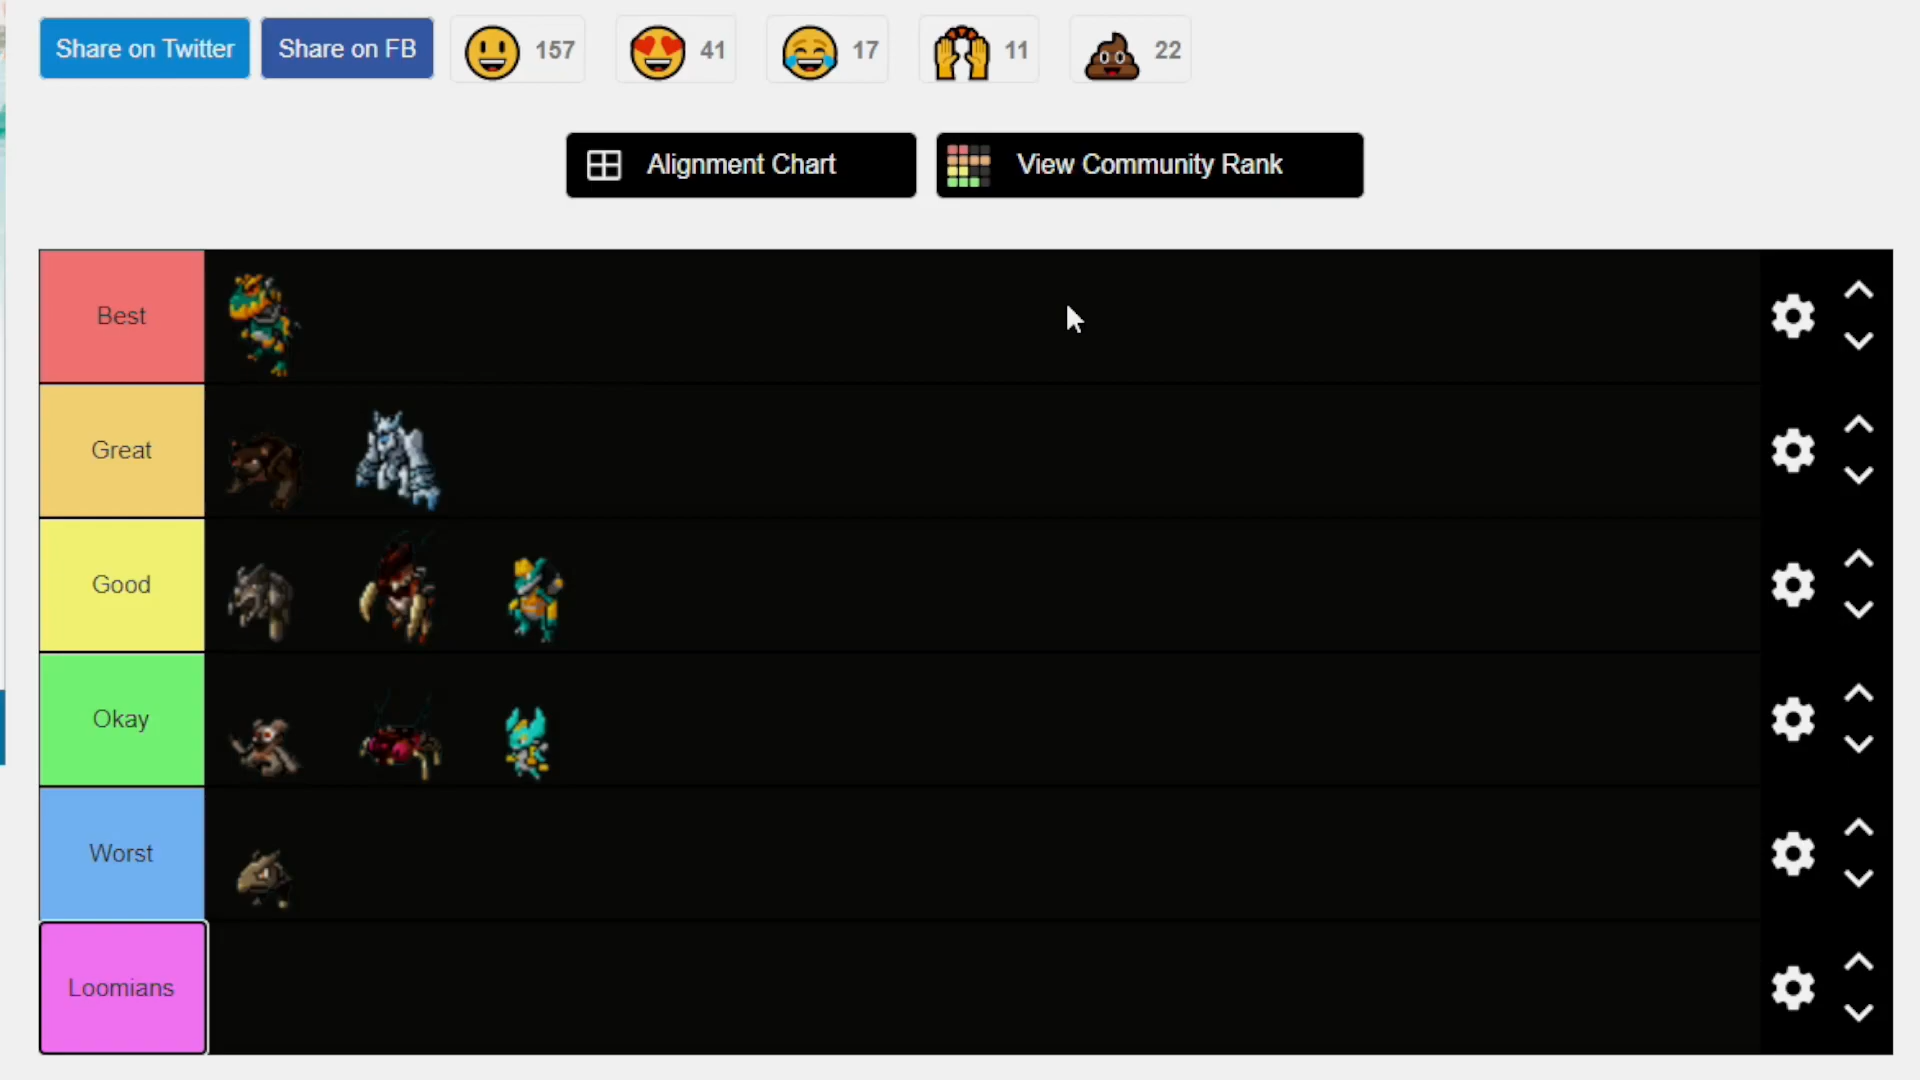 Share on Twitter Share on FB 157 41 17 11 22
Alignment Chart View Community Rank
Best
Great
Good
Okay
Worst
Loomians